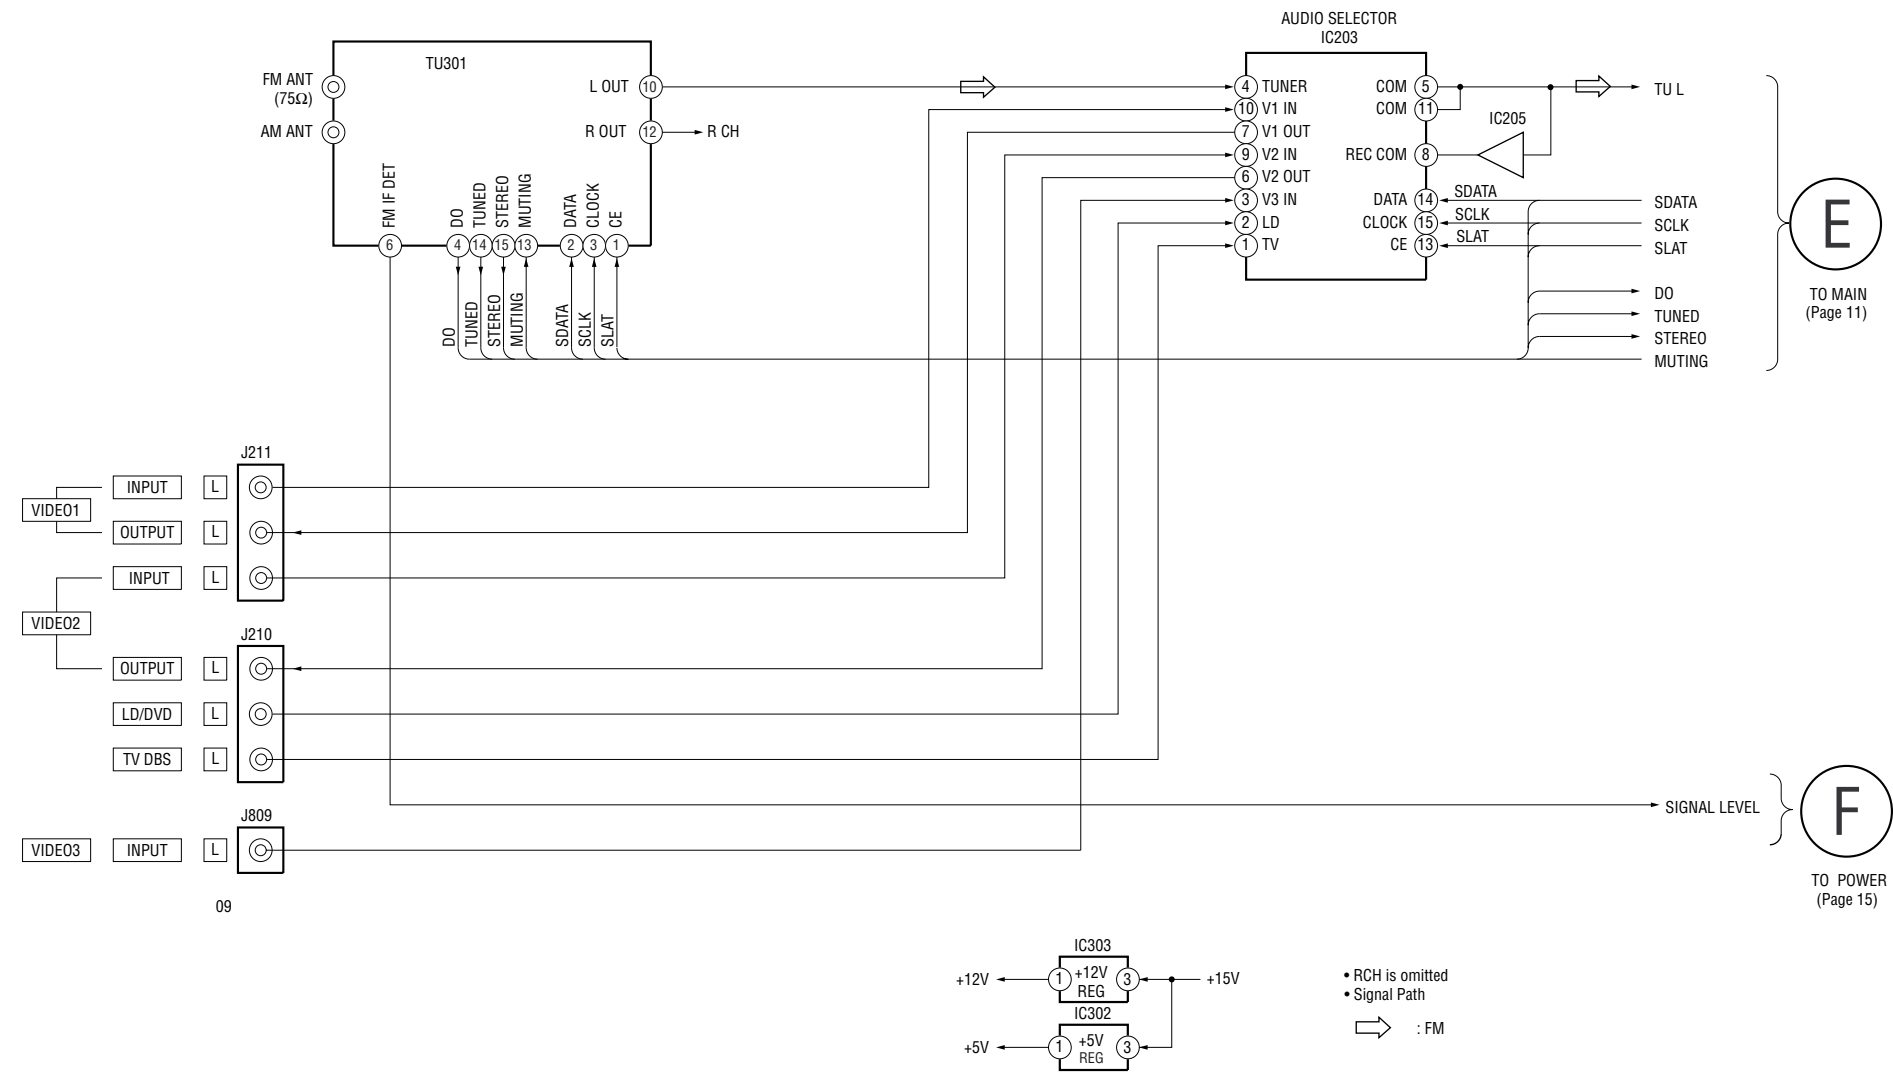 AUDIO SELECTOR
IC203
TU301
FM ANT
(75Ω)
AM ANT
L OUT 10
R OUT 12
R CH
FM IF DET
DO
TUNED
STEREO
MUTING
DATA
CLOCK
CE
6
4
14
15
13
2
3
1
DO
TUNED
STEREO
MUTING
SDATA
SCLK
SLAT
4 TUNER
10 V1 IN
7 V1 OUT
9 V2 IN
6 V2 OUT
3 V3 IN
2 LD
1 TV
COM 5
COM 11
REC COM 8
DATA 14
CLOCK 15
CE 13
IC205
SDATA
SCLK
SLAT
TU L
SDATA
SCLK
SLAT
DO
TUNED
STEREO
MUTING
E
TO MAIN
(Page 11)
J211
VIDEO1
INPUT L
OUTPUT L
VIDEO2
INPUT L
J210
OUTPUT L
LD/DVD L
TV DBS L
J809
VIDEO3 INPUT L
09
SIGNAL LEVEL
F
TO POWER
(Page 15)
IC303
+12V 1 +12V 3 +15V
REG
IC302
+5V 1 +5V 3
REG
• RCH is omitted
• Signal Path
: FM